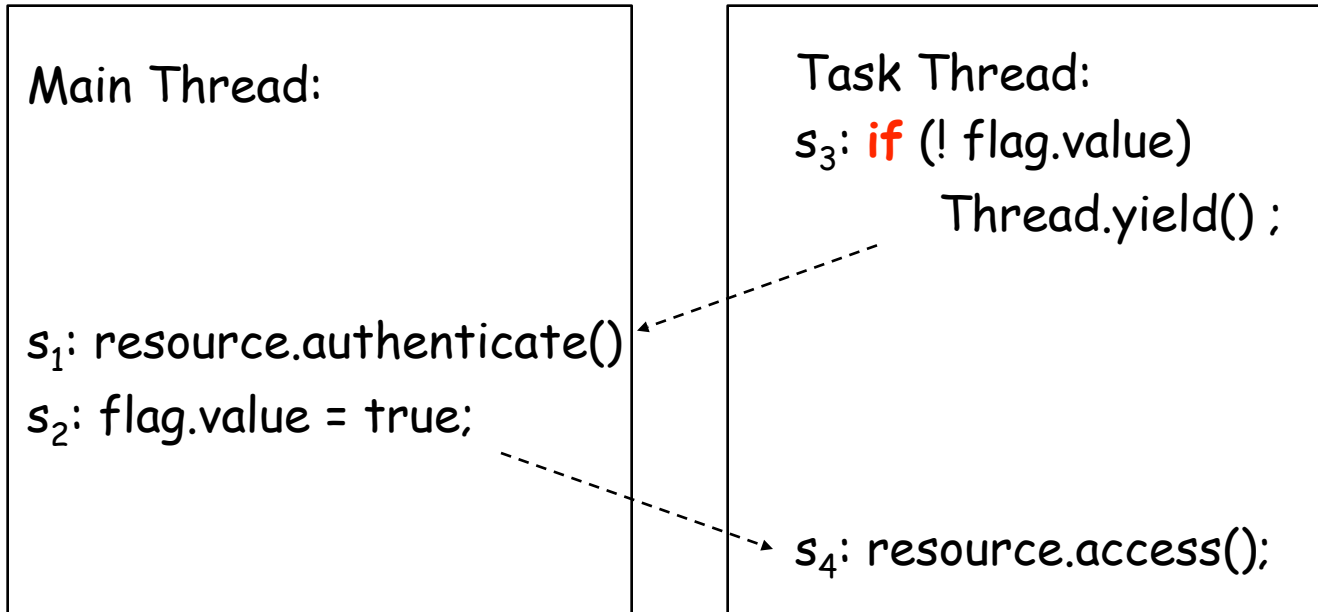 Main Thread:
s₁: resource.authenticate()
s₂: flag.value = true;
Task Thread:
s₃: if (! flag.value)
Thread.yield() ;
s₄: resource.access();